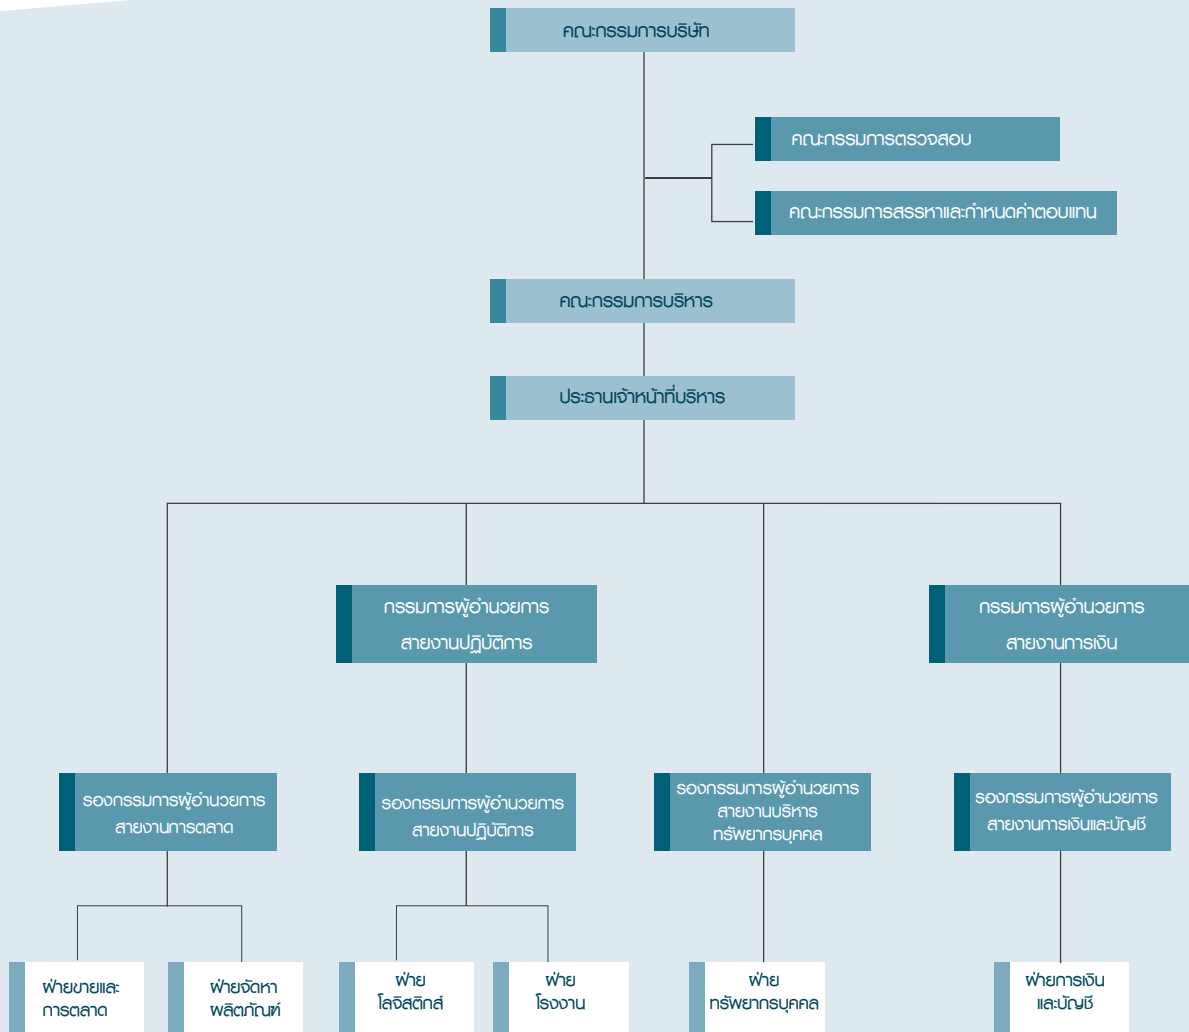 คณะกรรมการบริษัท
คณะกรรมการตรวจสอบ
คณะกรรมการสรรหาและกำหนดค่าตอบแทน
คณะกรรมการบริหาร
ประธานเจ้าหน้าที่บริหาร
กรรมการผู้อำนวยการ
สายงานปฏิบัติการ
กรรมการผู้อำนวยการ
สายงานการเงิน
รองกรรมการผู้อำนวยการ
สายงานการตลาด
รองกรรมการผู้อำนวยการ
สายงานปฏิบัติการ
รองกรรมการผู้อำนวยการ
สายงานบริหาร
ทรัพยากรบุคคล
รองกรรมการผู้อำนวยการ
สายงานการเงินและบัญชี
ฝ่ายขายและ
การตลาด
ฝ่ายจัดหา
ผลิตภัณฑ์
ฝ่าย
โลจิสติกส์
ฝ่าย
โรงงาน
ฝ่าย
ทรัพยากรบุคคล
ฝ่ายการเงิน
และบัญชี